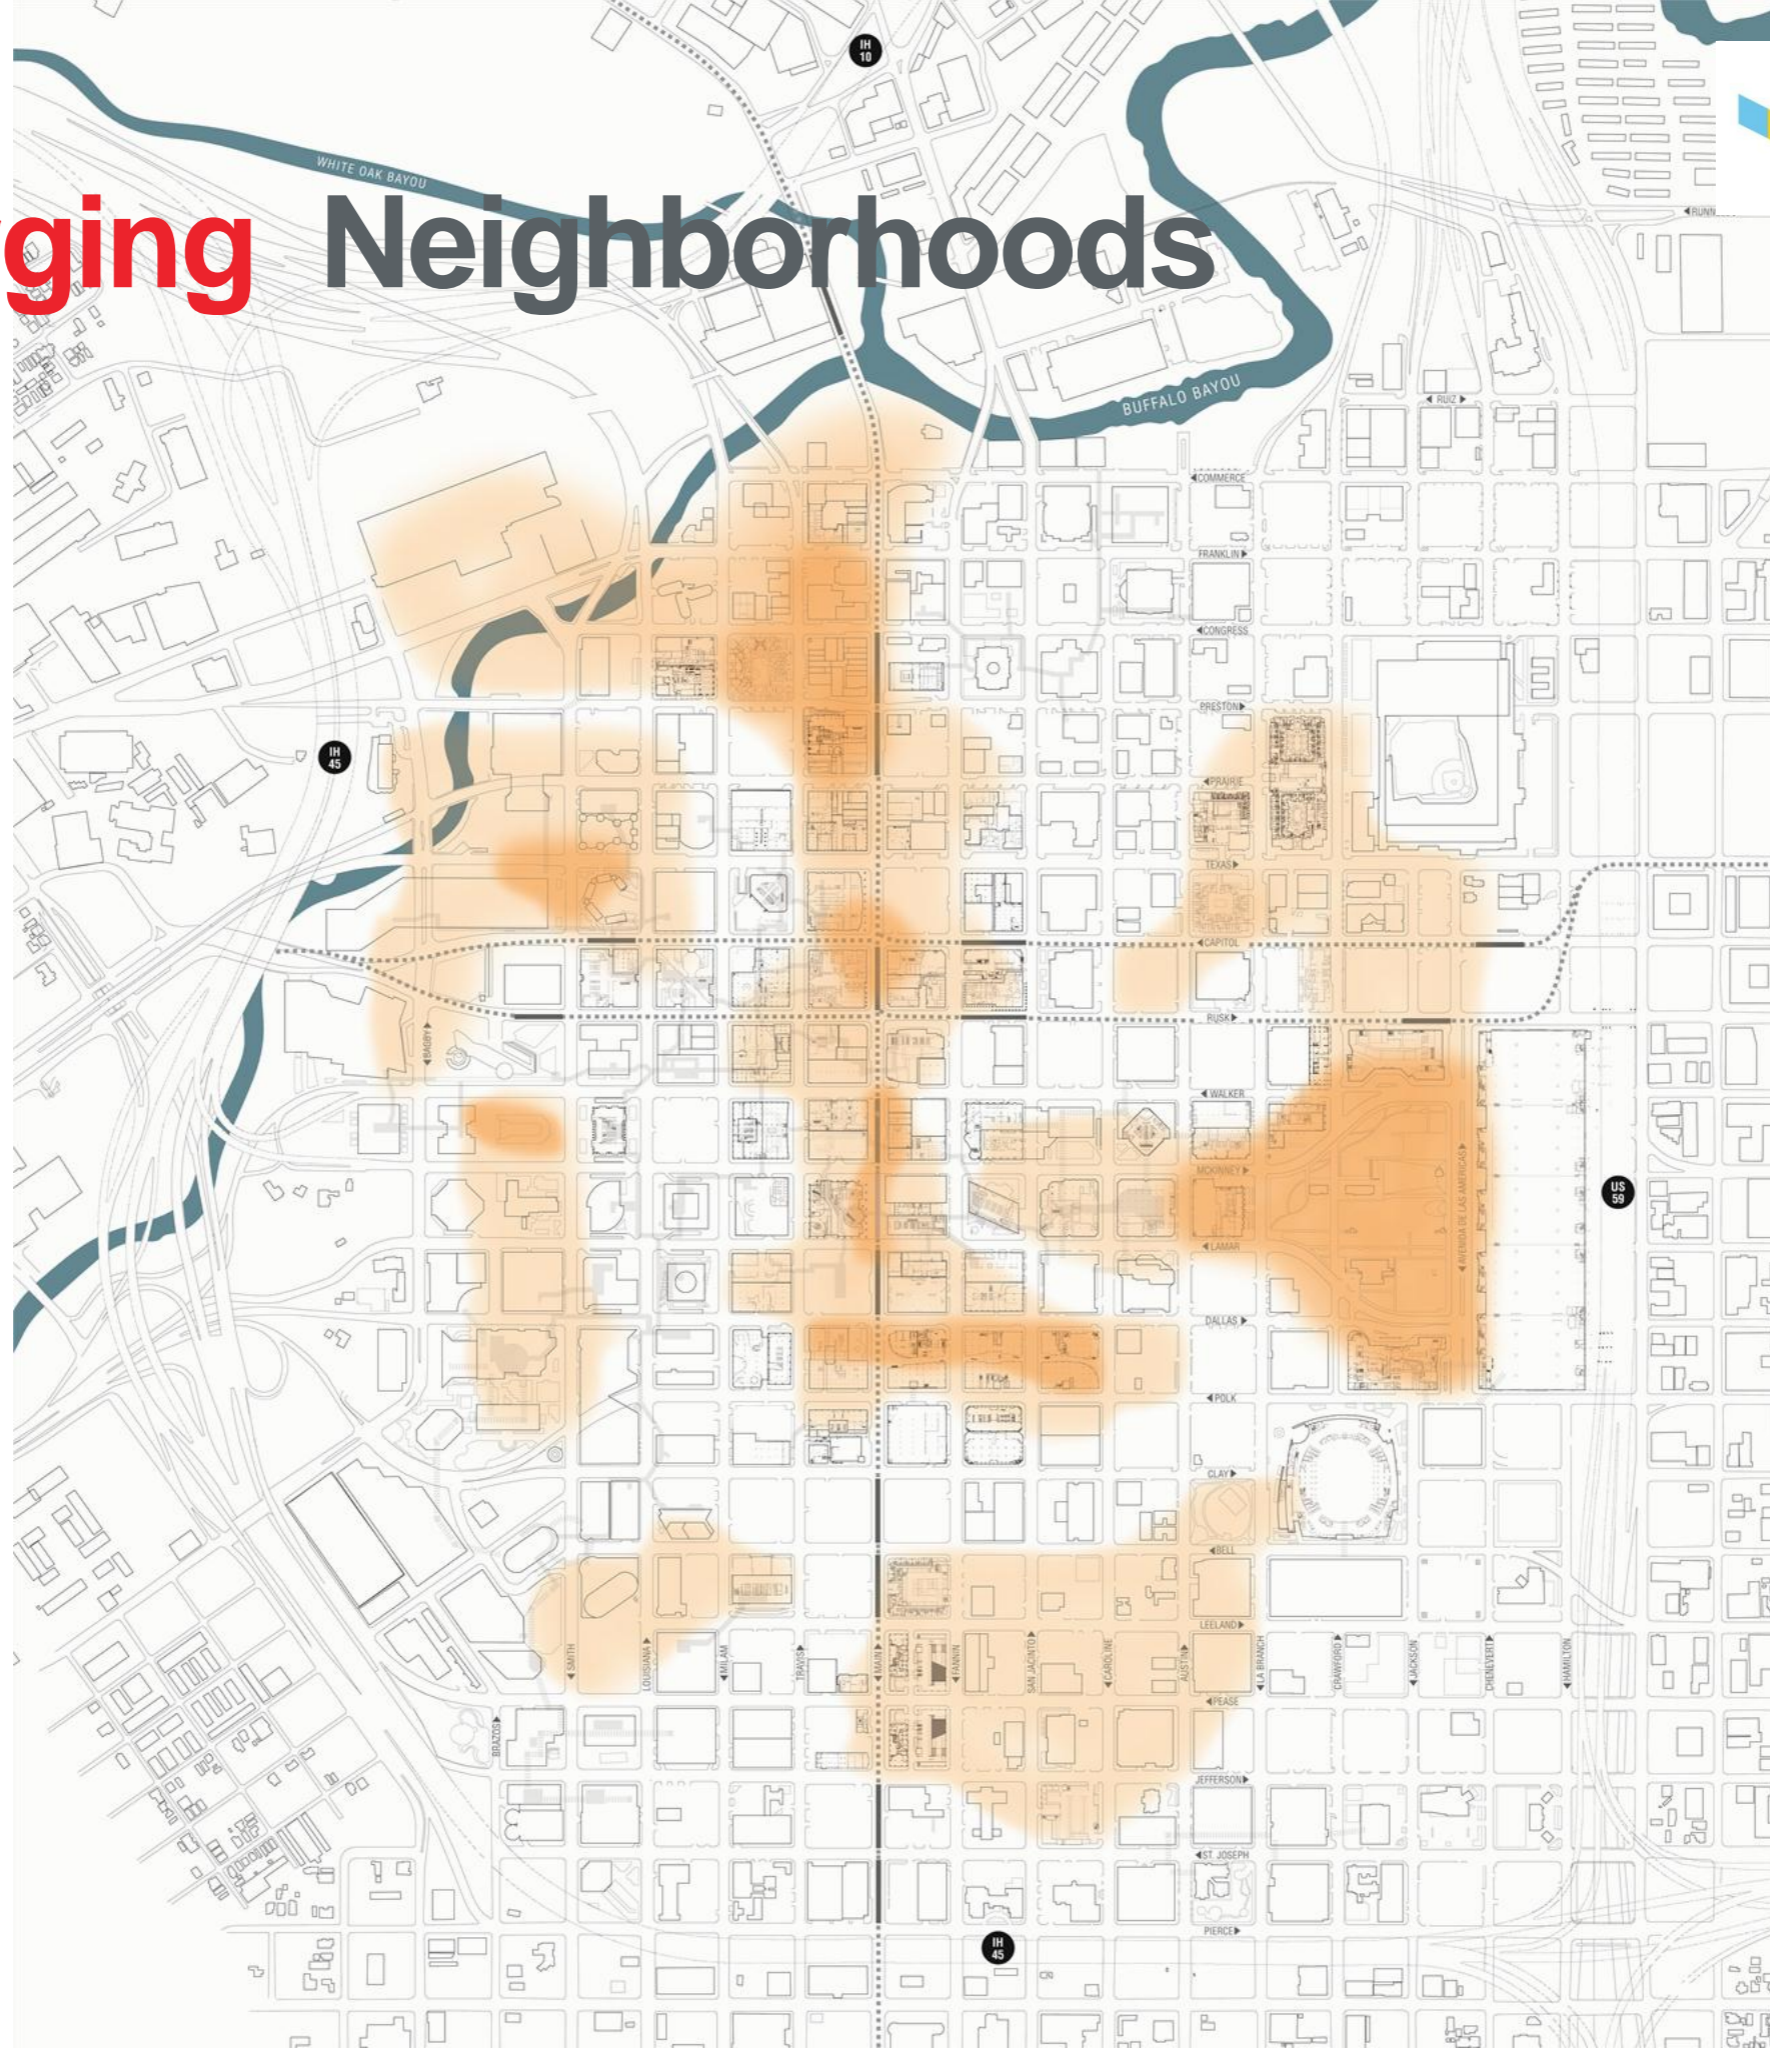 IH
10
WHITE OAK BAYOU
ging Neighborhoods
BUFFALO BAYOU
◀ RUIZ ▶
◀COMMERCE
FRANKLIN▶
◀CONGRESS
PRESTON▶
IH
45
◀PRAIRIE
TEXAS▶
◀CAPITOL
RUSK▶
◀BAGBY▶
◀ WALKER
MCKINNEY ▶
◀AVENIDA DE LAS AMERICAS▶
US
59
◀ LAMAR
DALLAS ▶
◀POLK
CLAY▶
◀BELL
LEELAND▶
◀SMITH
LOUISIANA▶
◀MILAM
TRAVIS▶
◀MAIN▶
◀FANNIN
SAN JACINTO▶
◀CAROLINE
AUSTIN▶
◀LA BRANCH
CRAWFORD▶
◀JACKSON
CHENEVERT▶
◀HAMILTON
◀PEASE
BRAZOS▶
JEFFERSON▶
◀ST. JOSEPH
PIERCE▶
IH
45